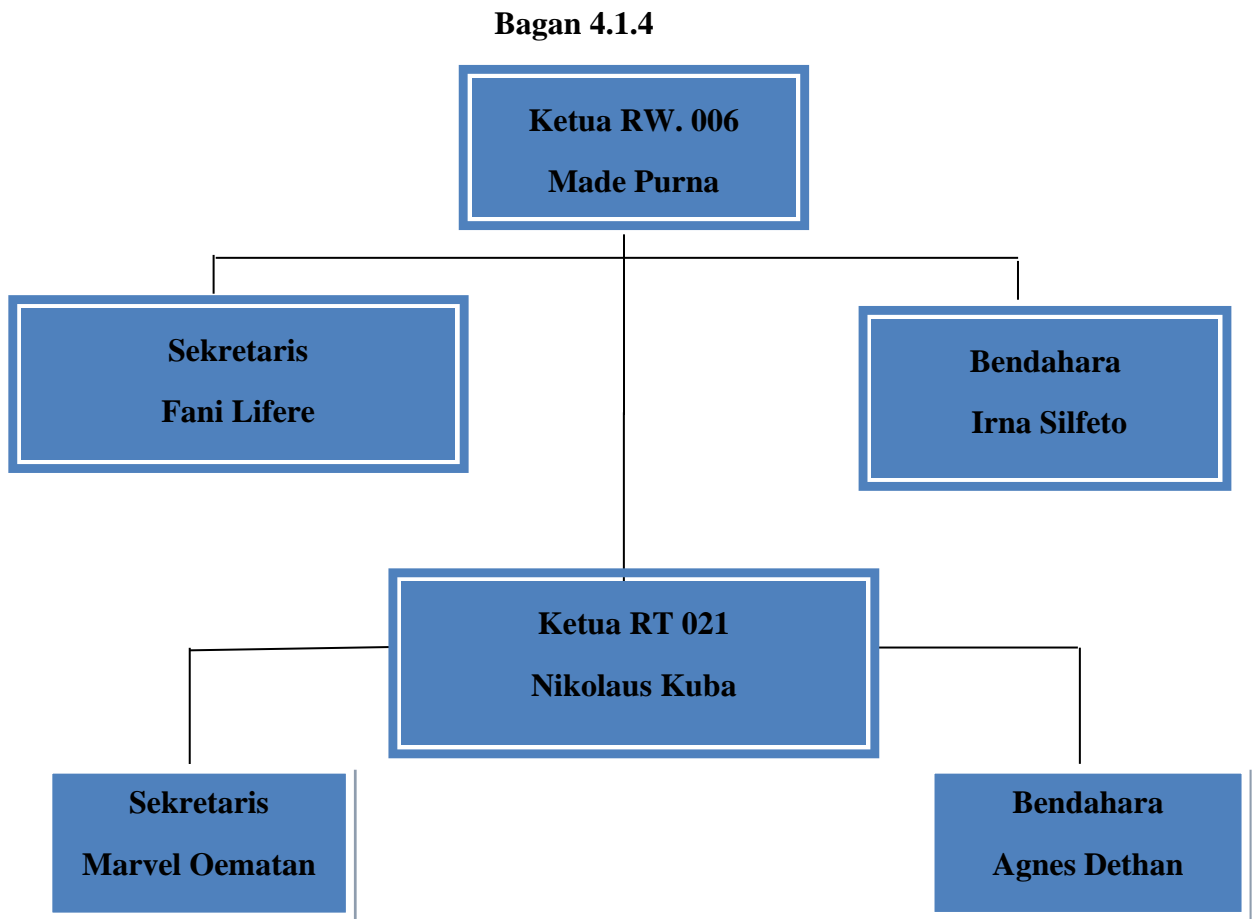 Bagan 4.1.4
Ketua RW. 006
Made Purna
Sekretaris
Fani Lifere
Bendahara
Irna Silfeto
Ketua RT 021
Nikolaus Kuba
Sekretaris
Marvel Oematan
Bendahara
Agnes Dethan